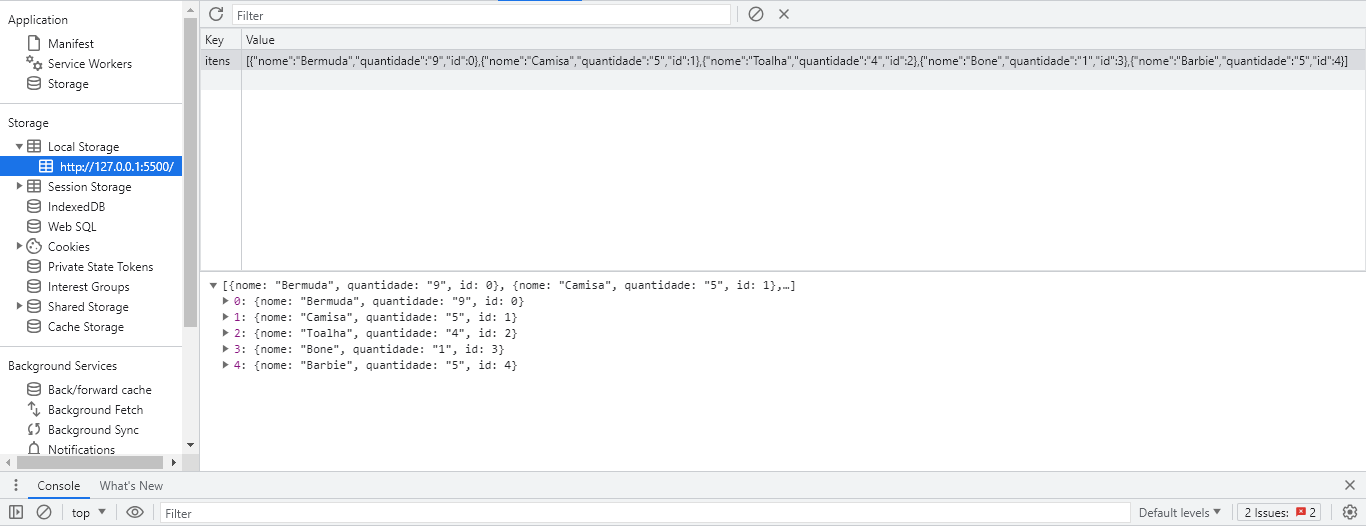 Application
Manifest
Service Workers
Storage
Storage
Local Storage
http://127.0.0.1:5500/
Session Storage
IndexedDB
Web SQL
Cookies
Private State Tokens
Interest Groups
Shared Storage
Cache Storage
Background Services
Back/forward cache
Background Fetch
Background Sync
Notifications
Filter
Key Value
itens [{"nome":"Bermuda","quantidade":"9","id":0},{"nome":"Camisa","quantidade":"5","id":1},{"nome":"Toalha","quantidade":"4","id":2},{"nome":"Bone","quantidade":"1","id":3},{"nome":"Barbie","quantidade":"5","id":4}]
[{nome: "Bermuda", quantidade: "9", id: 0}, {nome: "Camisa", quantidade: "5", id: 1},…]
0: {nome: "Bermuda", quantidade: "9", id: 0}
1: {nome: "Camisa", quantidade: "5", id: 1}
2: {nome: "Toalha", quantidade: "4", id: 2}
3: {nome: "Bone", quantidade: "1", id: 3}
4: {nome: "Barbie", quantidade: "5", id: 4}
Console What's New
top Filter Default levels 2 Issues: 2